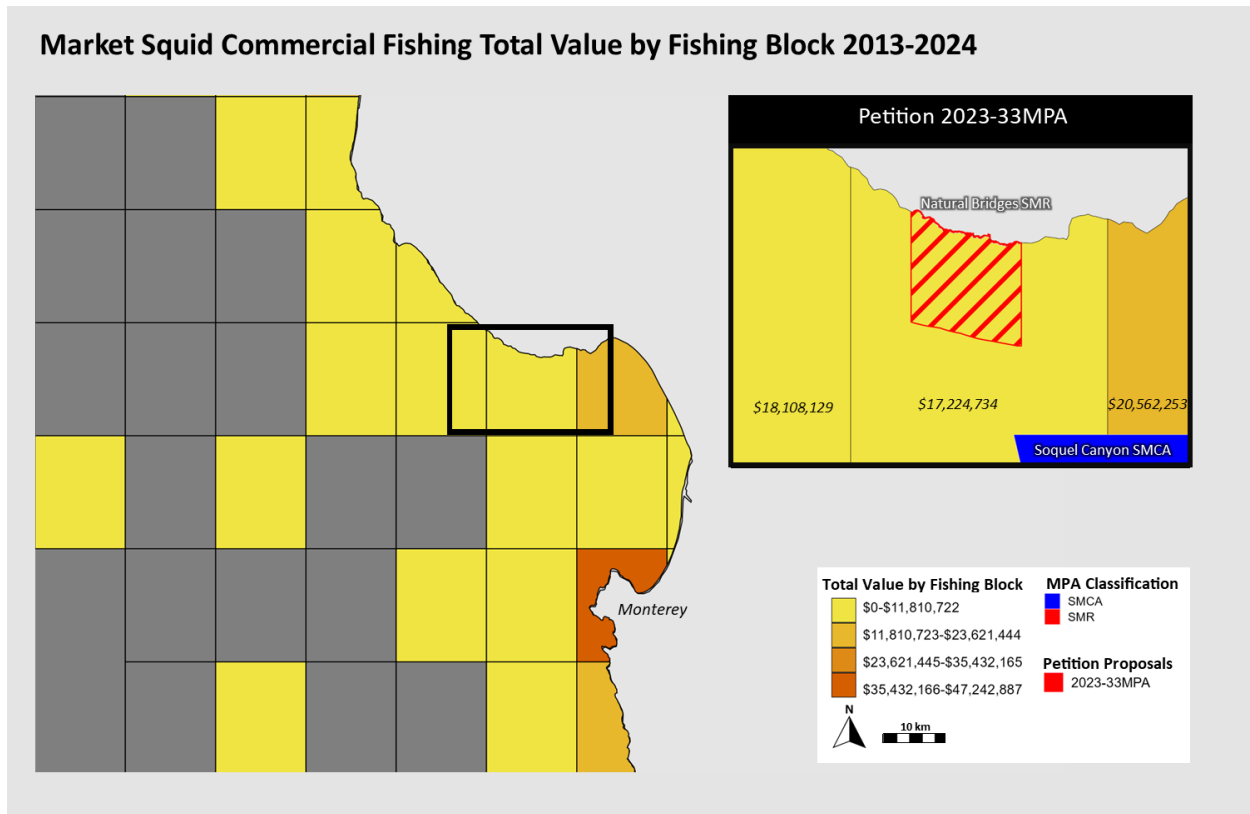 Market Squid Commercial Fishing Total Value by Fishing Block 2013-2024
Petition 2023-33MPA
Natural Bridges SMR
$18,108,129
$17,224,734
$20,562,253
Soquel Canyon SMCA
Monterey
Total Value by Fishing Block
$0-$11,810,722
$11,810,723-$23,621,444
$23,621,445-$35,432,165
$35,432,166-$47,242,887
MPA Classification
SMCA
SMR
Petition Proposals
2023-33MPA
N
10 km